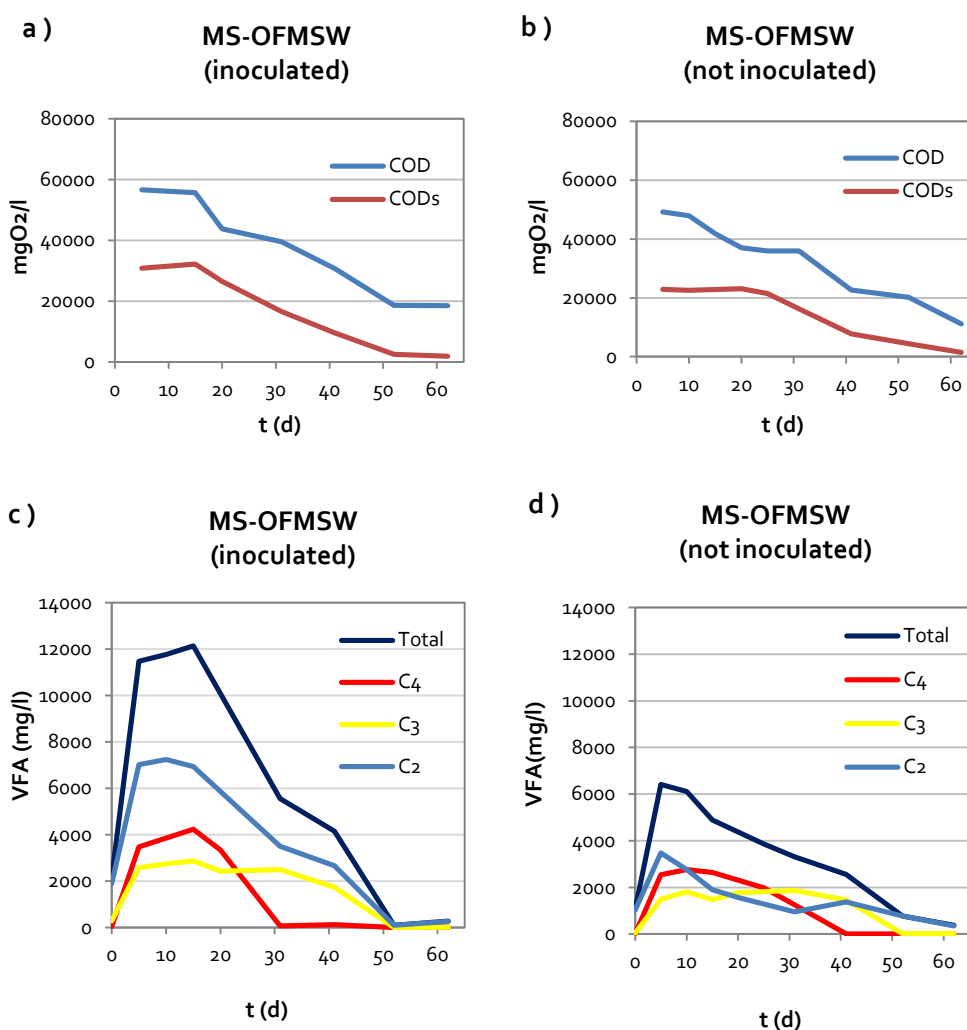 a )
MS-OFMSW
(inoculated)
80000
60000
40000
20000
0
mgO2/l
COD
CODs
0 10 20 30 40 50 60
t (d)
b )
MS-OFMSW
(not inoculated)
80000
60000
40000
20000
0
mgO2/l
COD
CODs
0 10 20 30 40 50 60
t (d)
c )
MS-OFMSW
(inoculated)
14000
12000
10000
8000
6000
4000
2000
0
VFA (mg/l)
Total
C4
C3
C2
0 10 20 30 40 50 60
t (d)
d )
MS-OFMSW
(not inoculated)
14000
12000
10000
8000
6000
4000
2000
0
VFA(mg/l)
Total
C4
C3
C2
0 10 20 30 40 50 60
t (d)